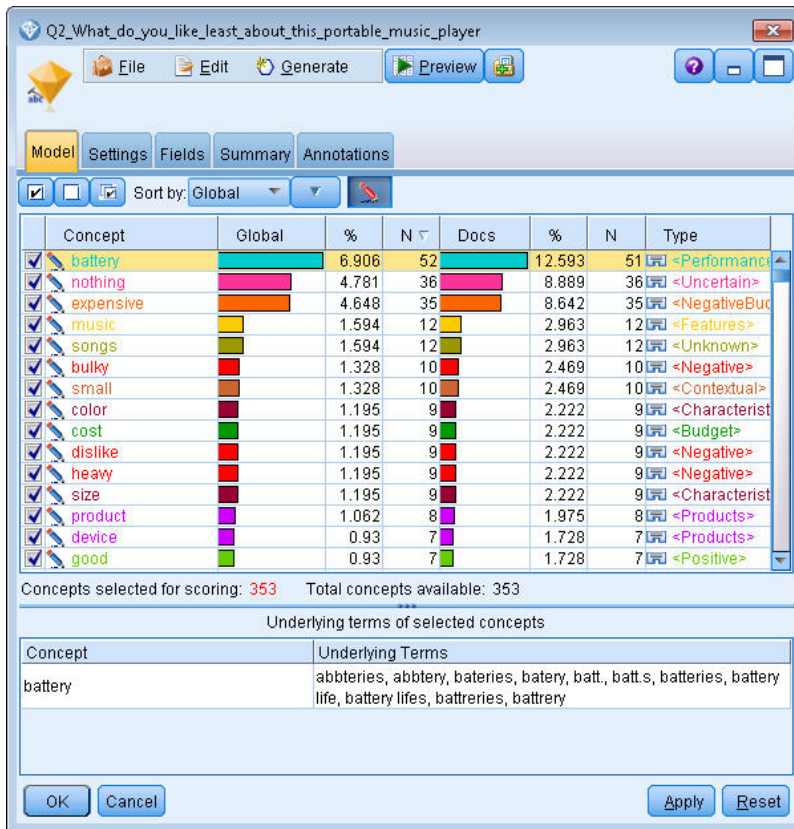 Q2_What_do_you_like_least_about_this_portable_music_player
File Edit Generate Preview
abc
Model Settings Fields Summary Annotations
Sort by: Global
Concept Global % N Docs % N Type
battery 6.906 52 12.593 51 <Performance
nothing 4.781 36 8.889 36 <Uncertain>
expensive 4.648 35 8.642 35 <NegativeBud
music 1.594 12 2.963 12 <Features>
songs 1.594 12 2.963 12 <Unknown>
bulky 1.328 10 2.469 10 <Negative>
small 1.328 10 2.469 10 <Contextual>
color 1.195 9 2.222 9 <Characterist
cost 1.195 9 2.222 9 <Budget>
dislike 1.195 9 2.222 9 <Negative>
heavy 1.195 9 2.222 9 <Negative>
size 1.195 9 2.222 9 <Characterist
product 1.062 8 1.975 8 <Products>
device 0.93 7 1.728 7 <Products>
good 0.93 7 1.728 7 <Positive>
Concepts selected for scoring: 353 Total concepts available: 353
Underlying terms of selected concepts
Concept Underlying Terms
battery abbteries, abbtery, bateries, batery, batt., batt.s, batteries, battery
life, battery lifes, battreries, battrery
OK Cancel Apply Reset